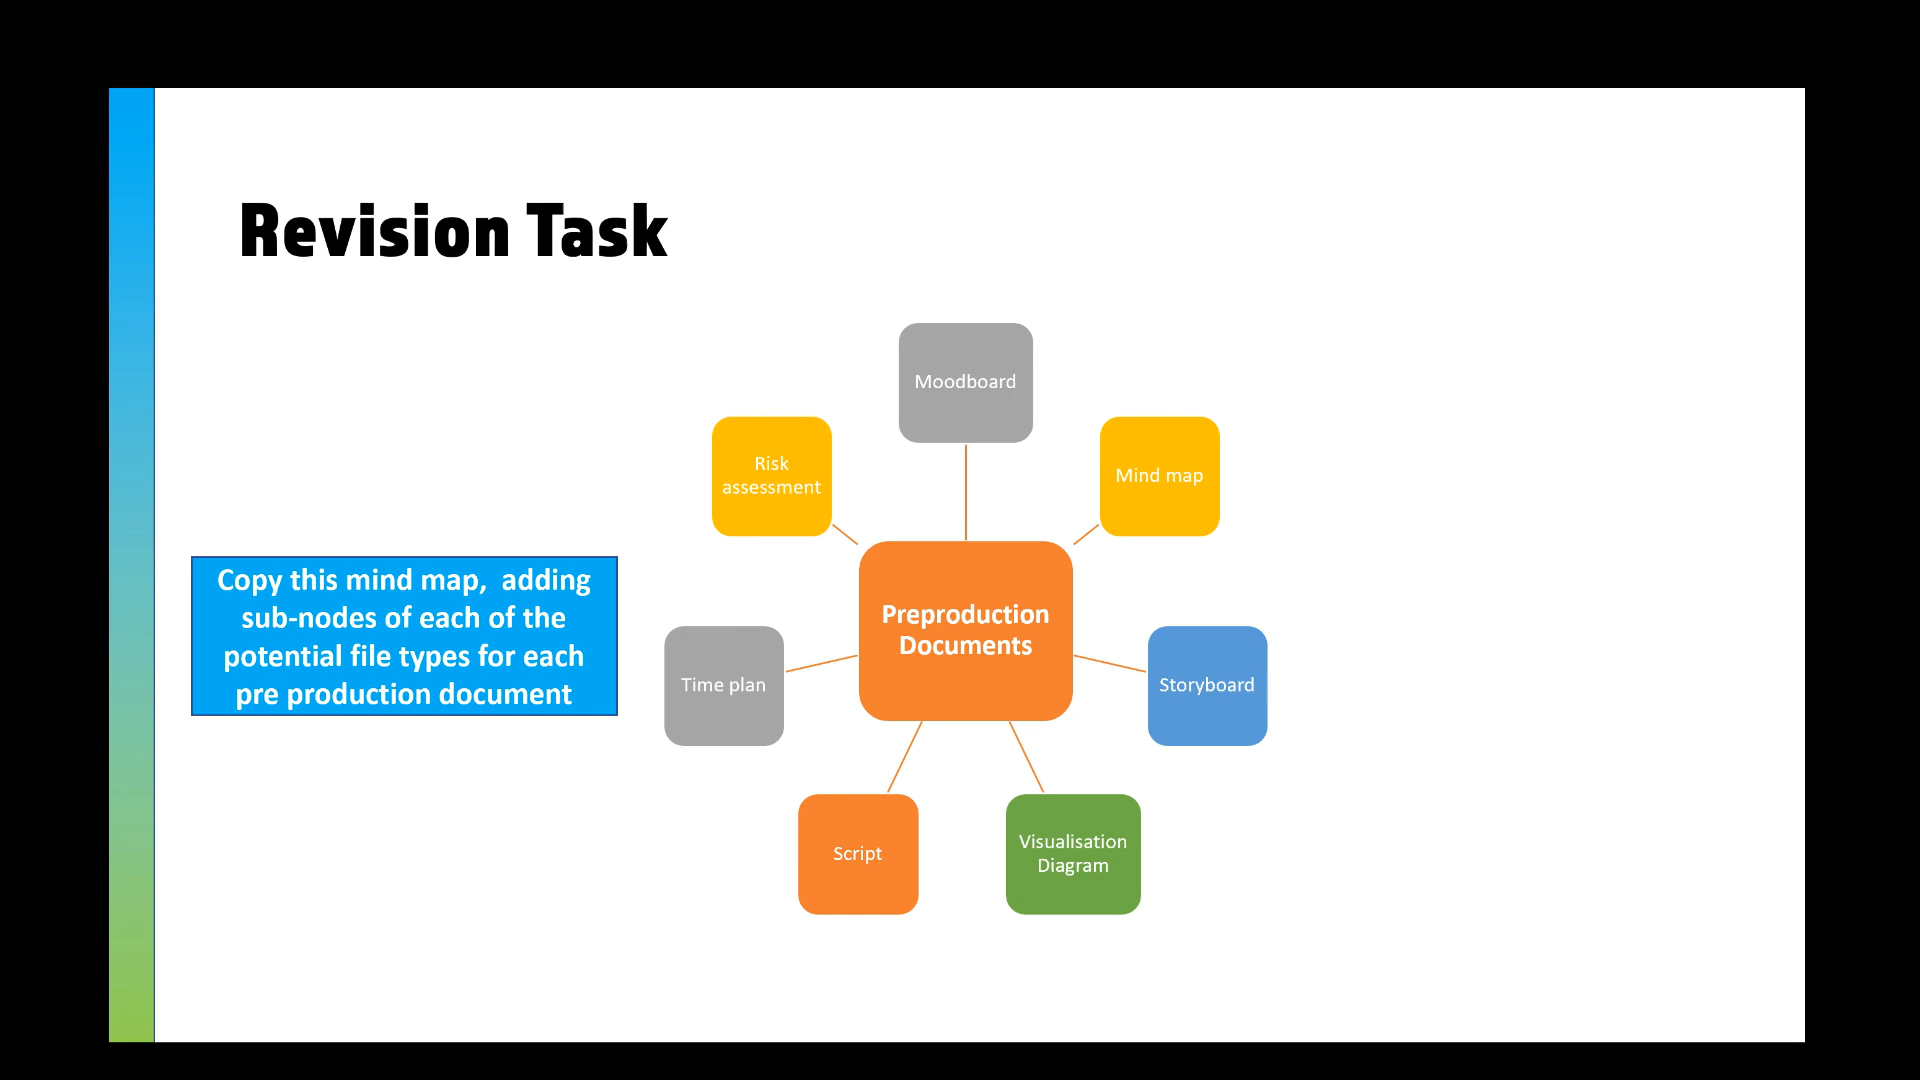 Revision Task
Moodboard
Risk
assessment
Mind map
Copy this mind map,  adding
sub-nodes of each of the
potential file types for each
pre production document
Preproduction
Documents
Time plan
Storyboard
Script
Visualisation
Diagram